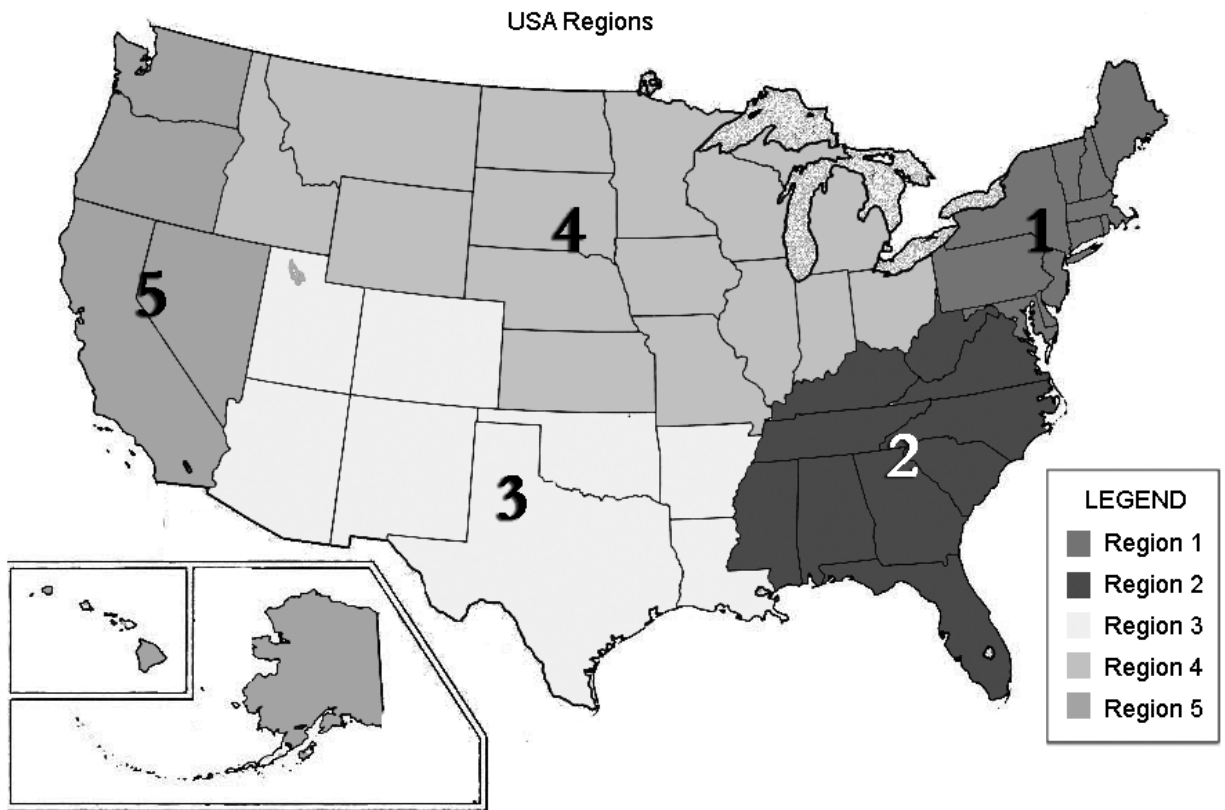 USA Regions
4
1
5
2
3
LEGEND
Region 1
Region 2
Region 3
Region 4
Region 5